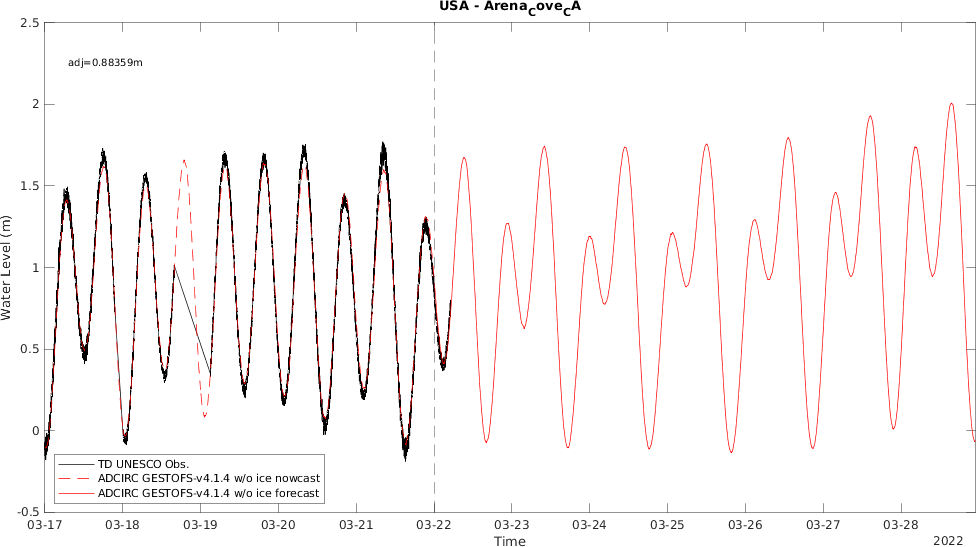 USA - ArenaCoveCA
adj=0.88359m
2.5
2
1.5
1
0.5
0
-0.5
Water Level (m)
TD UNESCO Obs.
ADCIRC GESTOFS-v4.1.4 w/o ice nowcast
ADCIRC GESTOFS-v4.1.4 w/o ice forecast
03-17 03-18 03-19 03-20 03-21 03-22 03-23 03-24 03-25 03-26 03-27 03-28
Time
2022